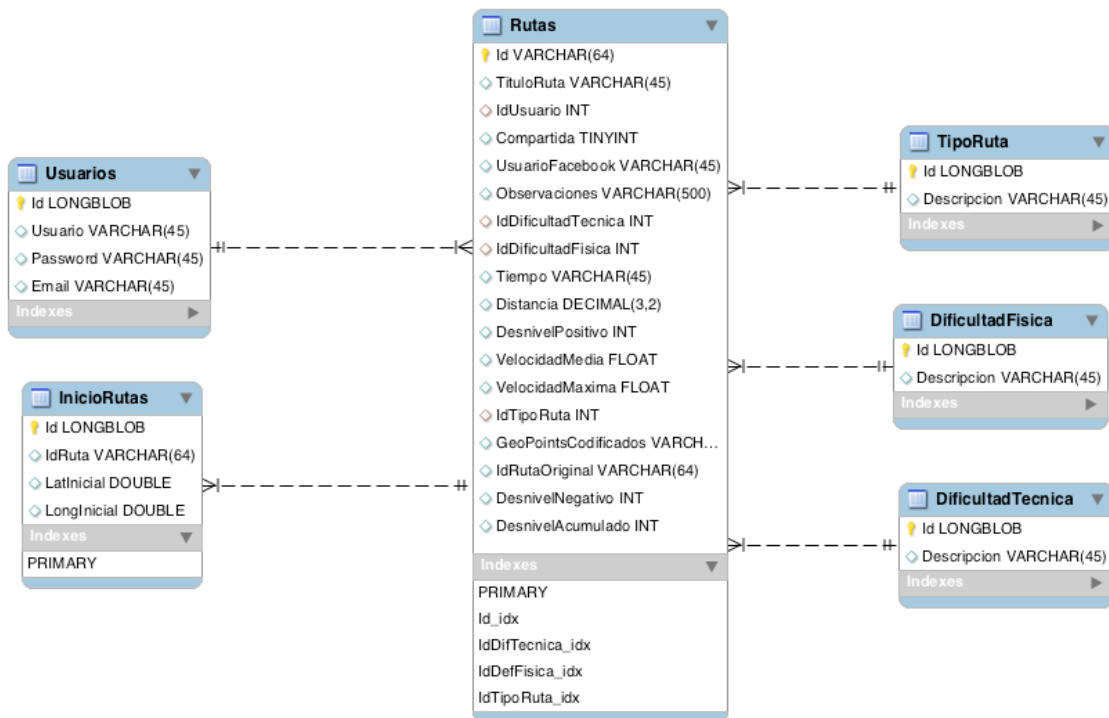 Usuarios
Id LONGBLOB
Usuario VARCHAR(45)
Password VARCHAR(45)
Email VARCHAR(45)
Indexes
InicioRutas
Id LONGBLOB
IdRuta VARCHAR(64)
LatInicial DOUBLE
LongInicial DOUBLE
Indexes
PRIMARY
Rutas
Id VARCHAR(64)
TituloRuta VARCHAR(45)
IdUsuario INT
Compartida TINYINT
UsuarioFacebook VARCHAR(45)
Observaciones VARCHAR(500)
IdDificultadTecnica INT
IdDificultadFisica INT
Tiempo VARCHAR(45)
Distancia DECIMAL(3,2)
DesnivelPositivo INT
VelocidadMedia FLOAT
VelocidadMaxima FLOAT
IdTipoRuta INT
GeoPointsCodificados VARCH...
IdRutaOriginal VARCHAR(64)
DesnivelNegativo INT
DesnivelAcumulado INT
Indexes
PRIMARY
Id_idx
IdDifTecnica_idx
IdDefFisica_idx
IdTipoRuta_idx
TipoRuta
Id LONGBLOB
Descripcion VARCHAR(45)
Indexes
DificultadFisica
Id LONGBLOB
Descripcion VARCHAR(45)
Indexes
DificultadTecnica
Id LONGBLOB
Descripcion VARCHAR(45)
Indexes